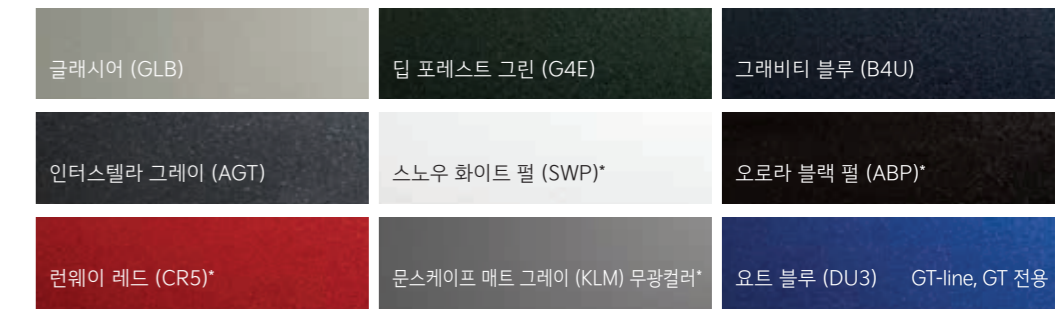 글래시어 (GLB)
딥 포레스트 그린 (G4E)
그래비티 블루 (B4U)
인터스텔라 그레이 (AGT)
스노우 화이트 펄 (SWP)*
오로라 블랙 펄 (ABP)*
런웨이 레드 (CR5)*
문스케이프 매트 그레이 (KLM) 무광컬러*
요트 블루 (DU3) GT-line, GT 전용